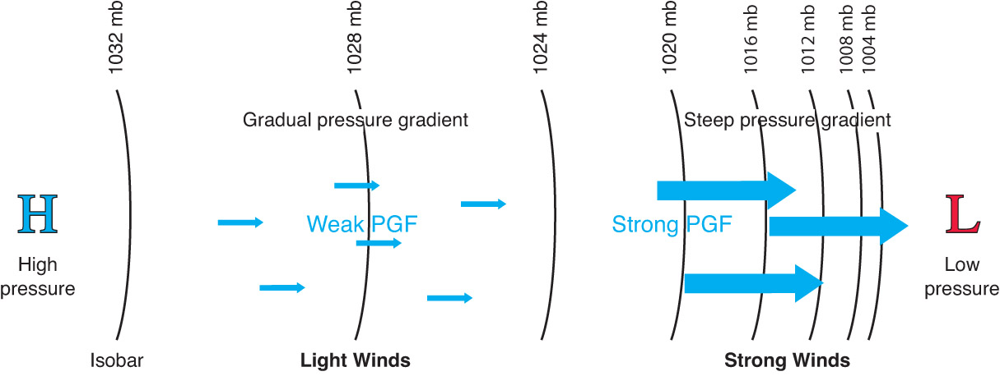 1032 mb
1028 mb
1024 mb
1020 mb
1016 mb
1012 mb
1008 mb
1004 mb
Gradual pressure gradient
Steep pressure gradient
H
High
pressure
Weak PGF
Strong PGF
L
Low
pressure
Isobar
Light Winds
Strong Winds